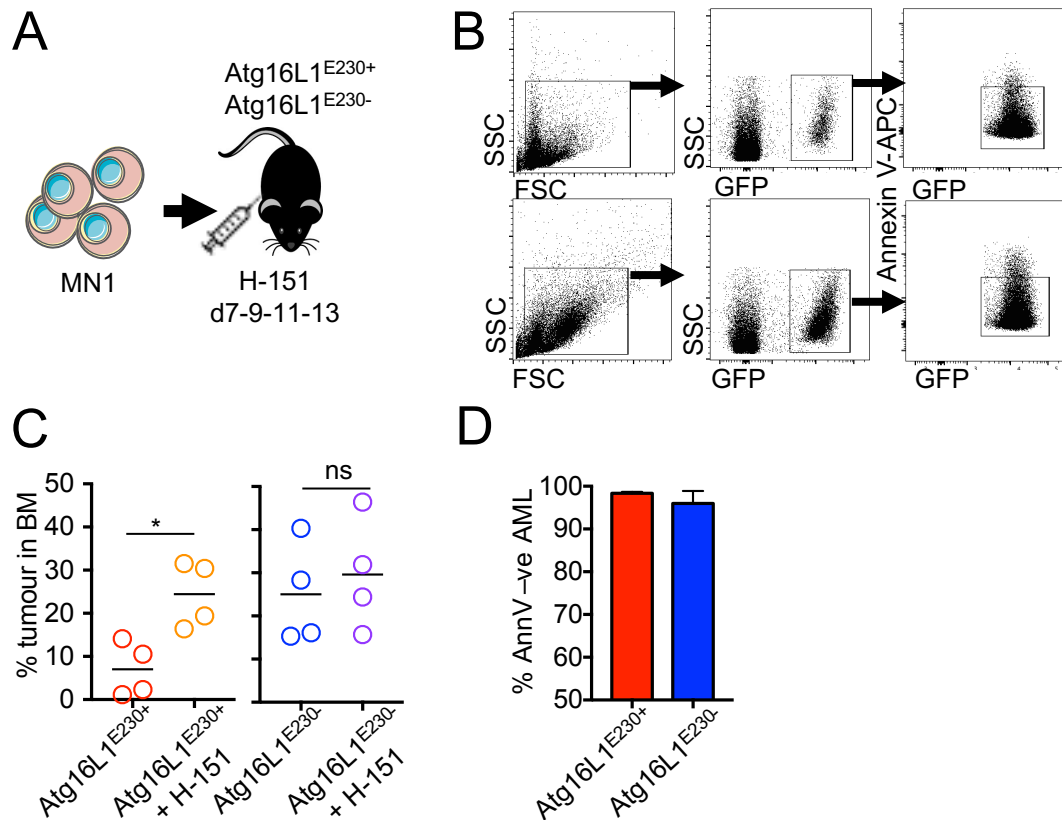 A
Atg16L1E230+
Atg16L1E230-
MN1
H-151
d7-9-11-13
B
SSC
FSC
SSC
GFP
Annexin V-APC
GFP
SSC
FSC
SSC
GFP
GFP
C
% tumour in BM
50
40
30
20
10
0
*
ns
Atg16L1E230+
Atg16L1E230+
+ H-151
Atg16L1E230-
Atg16L1E230-
+ H-151
D
% AnnV –ve AML
100
90
80
70
60
50
Atg16L1E230+
Atg16L1E230-